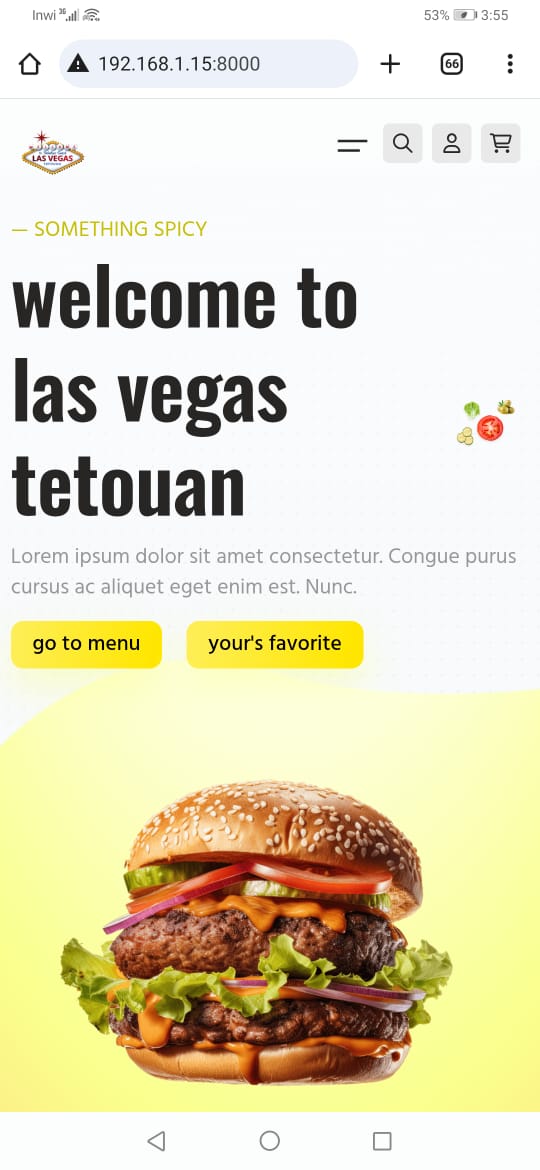 Inwi 3G 53% 3:55
192.168.1.15:8000 66
LAS VEGAS
— SOMETHING SPICY
welcome to
las vegas
tetouan
Lorem ipsum dolor sit amet consectetur. Congue purus
cursus ac aliquet eget enim est. Nunc.
go to menu your's favorite